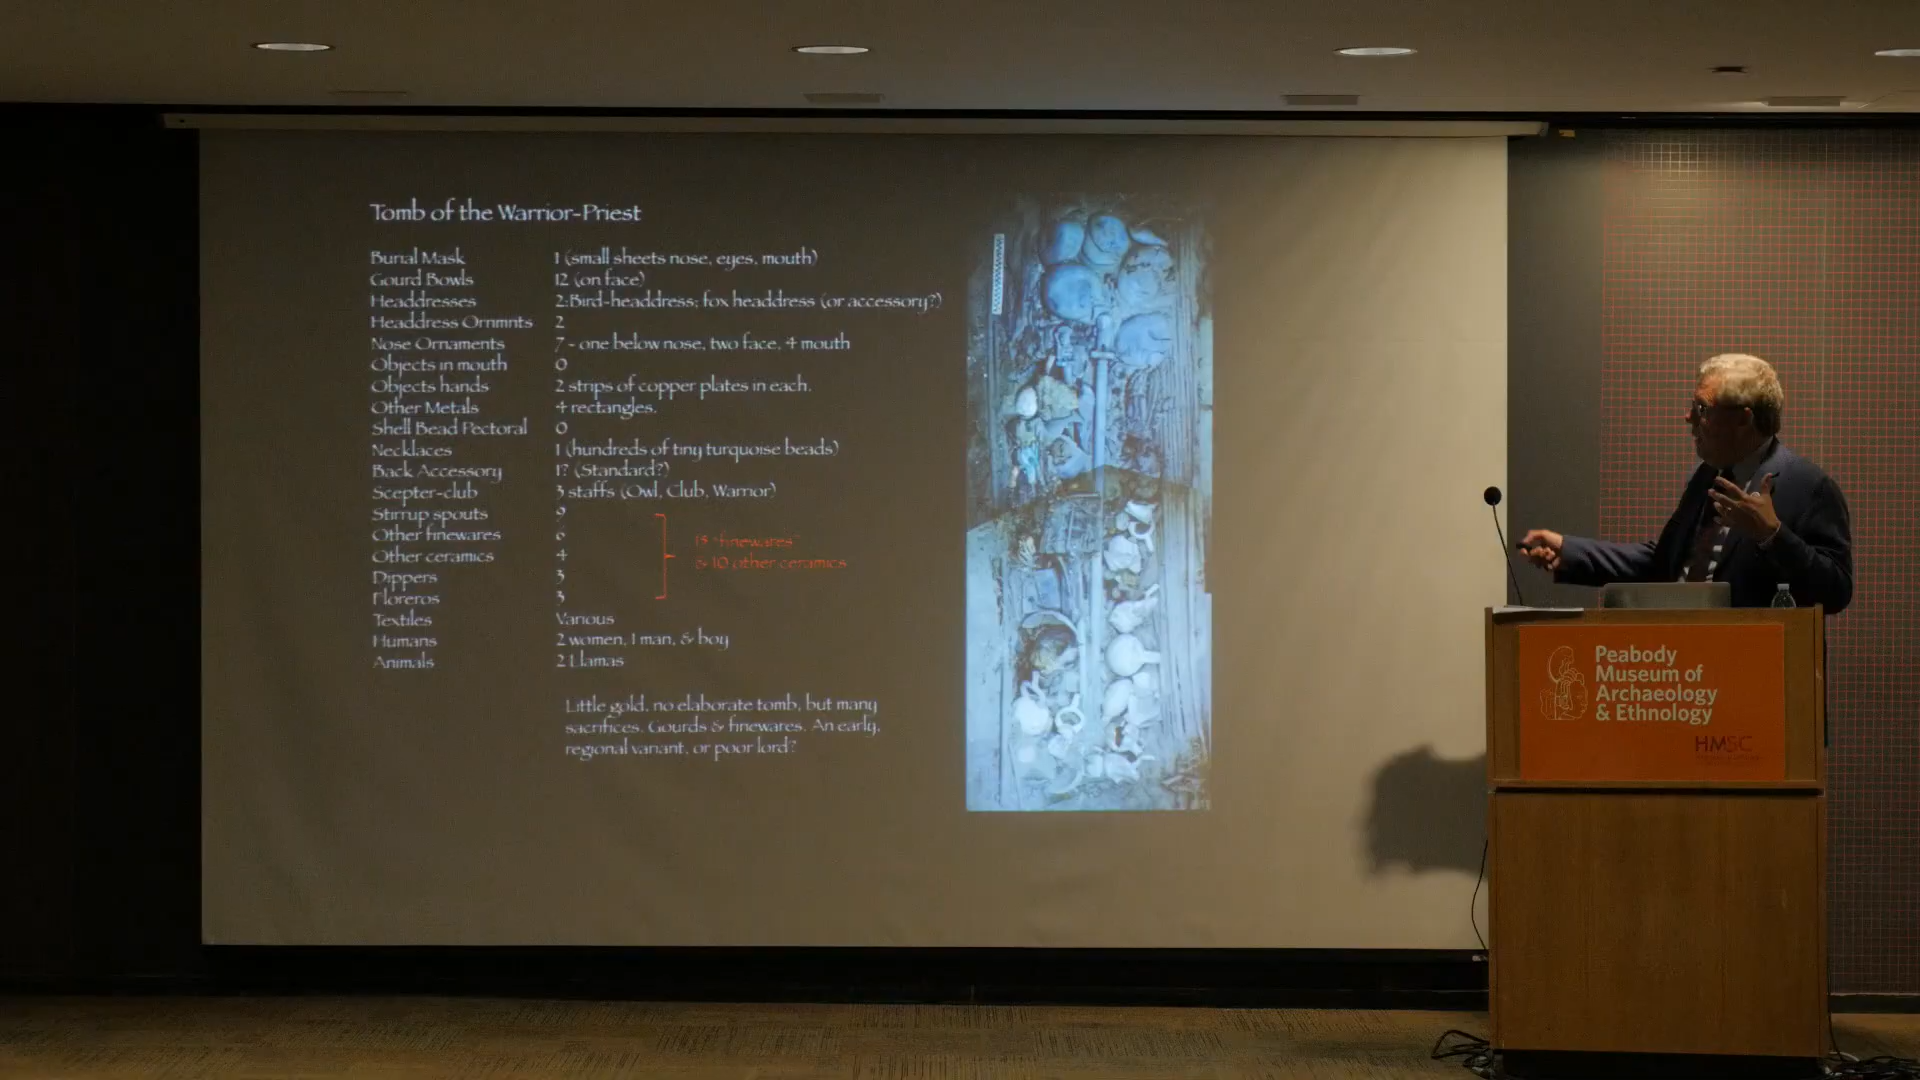 Tomb of the Warrior-Priest
Burial Mask 1 (small sheets nose, eyes, mouth)
Gourd Bowls 12 (on face)
Headdresses 2: Bird-headdress; fox headdress (or accessory?)
Headdress Ornmnts 2
Nose Ornaments 7 - one below nose, two face, 4 mouth
Objects in mouth 0
Objects hands 2 strips of copper plates in each.
Other Metals 4 rectangles.
Shell Bead Pectoral 0
Necklaces 1 (hundreds of tiny turquoise beads)
Back Accessory 1? (Standard?)
Scepter-club 3 staffs (Owl, Club, Warrior)
Stirrup spouts 9
Other finewares 6
Other ceramics 4
Dippers 3
Floreros 3
"finewares"
& 10 other ceramics
Textiles Various
Humans 2 women, 1 man, & boy
Animals 2 Llamas
Little gold, no elaborate tomb, but many
sacrifices. Gourds & finewares. An early,
regional variant, or poor lord?
Peabody
Museum of
Archaeology
& Ethnology
HMSC